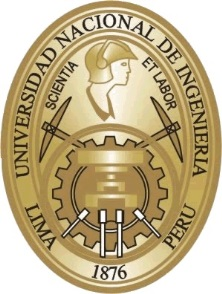 UNIVERSIDAD NACIONAL DE INGENIERIA
SCIENTIA ET LABOR
LIMA 1876 PERU